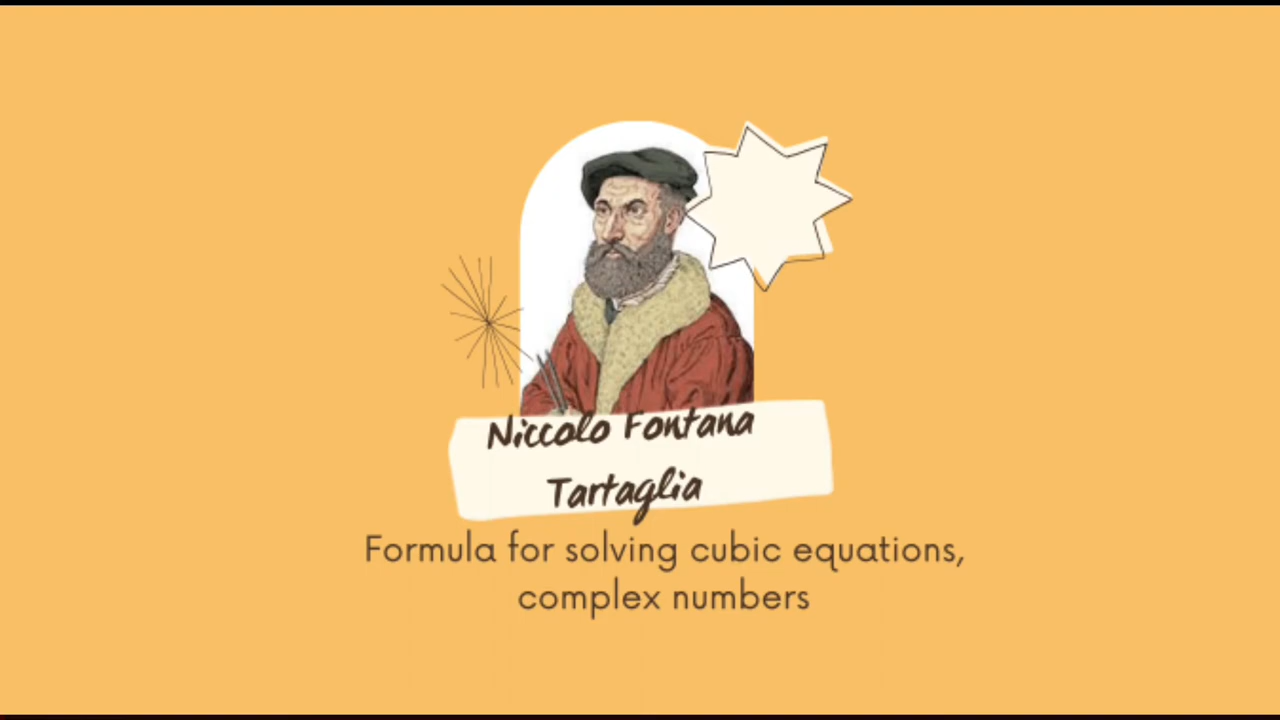 Niccolo Fontana
Tartaglia
Formula for solving cubic equations,
complex numbers